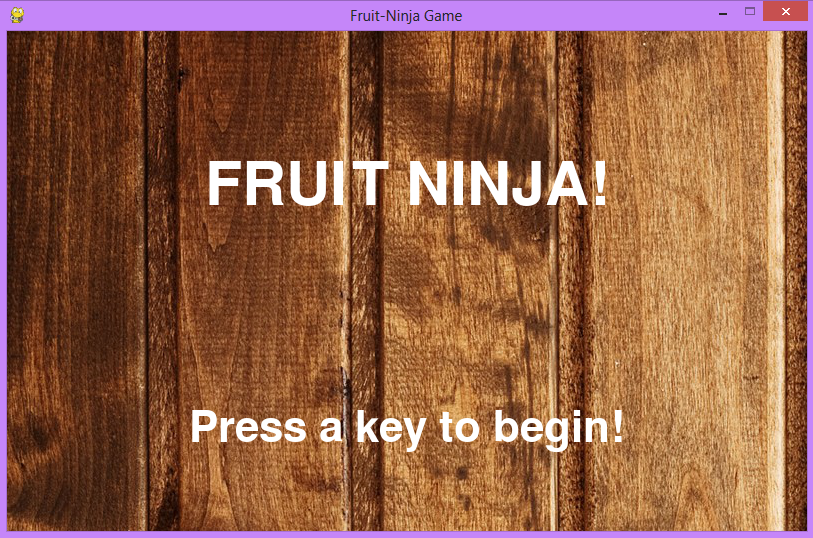 Fruit-Ninja Game
FRUIT NINJA!
Press a key to begin!